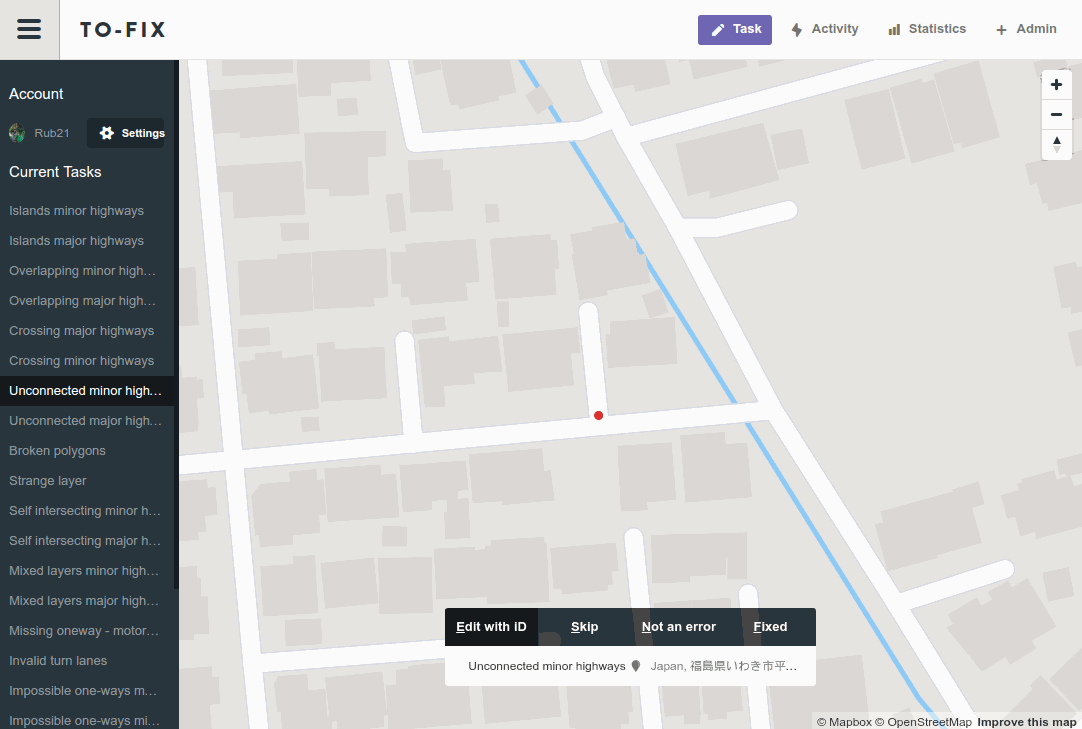 TO-FIX
Task
Activity
Statistics
+ Admin
Account
Rub21
Settings
Current Tasks
Islands minor highways
Islands major highways
Overlapping minor high…
Overlapping major high…
Crossing major highways
Crossing minor highways
Unconnected minor high…
Unconnected major high…
Broken polygons
Strange layer
Self intersecting minor h…
Self intersecting major h…
Mixed layers minor high…
Mixed layers major high…
Missing oneway - motor…
Invalid turn lanes
Impossible one-ways m…
Impossible one-ways mi…
Edit with iD
Skip
Not an error
Fixed
Unconnected minor highways
Japan, 福島県いわき市平…
© Mapbox © OpenStreetMap Improve this map